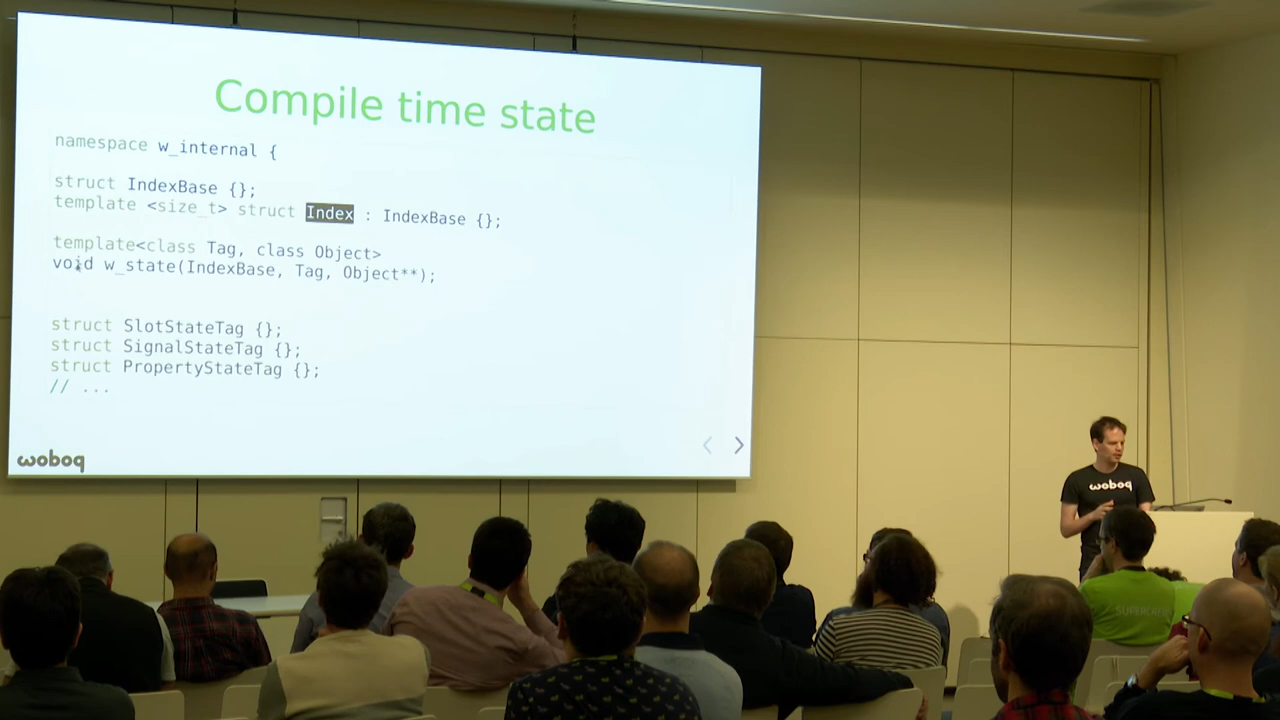 Compile time state
namespace w_internal {
struct IndexBase {};
template <size_t> struct Index : IndexBase {};
template<class Tag, class Object>
void w_state(IndexBase, Tag, Object**);
struct SlotStateTag {};
struct SignalStateTag {};
struct PropertyStateTag {};
// ...
woboq
woboq